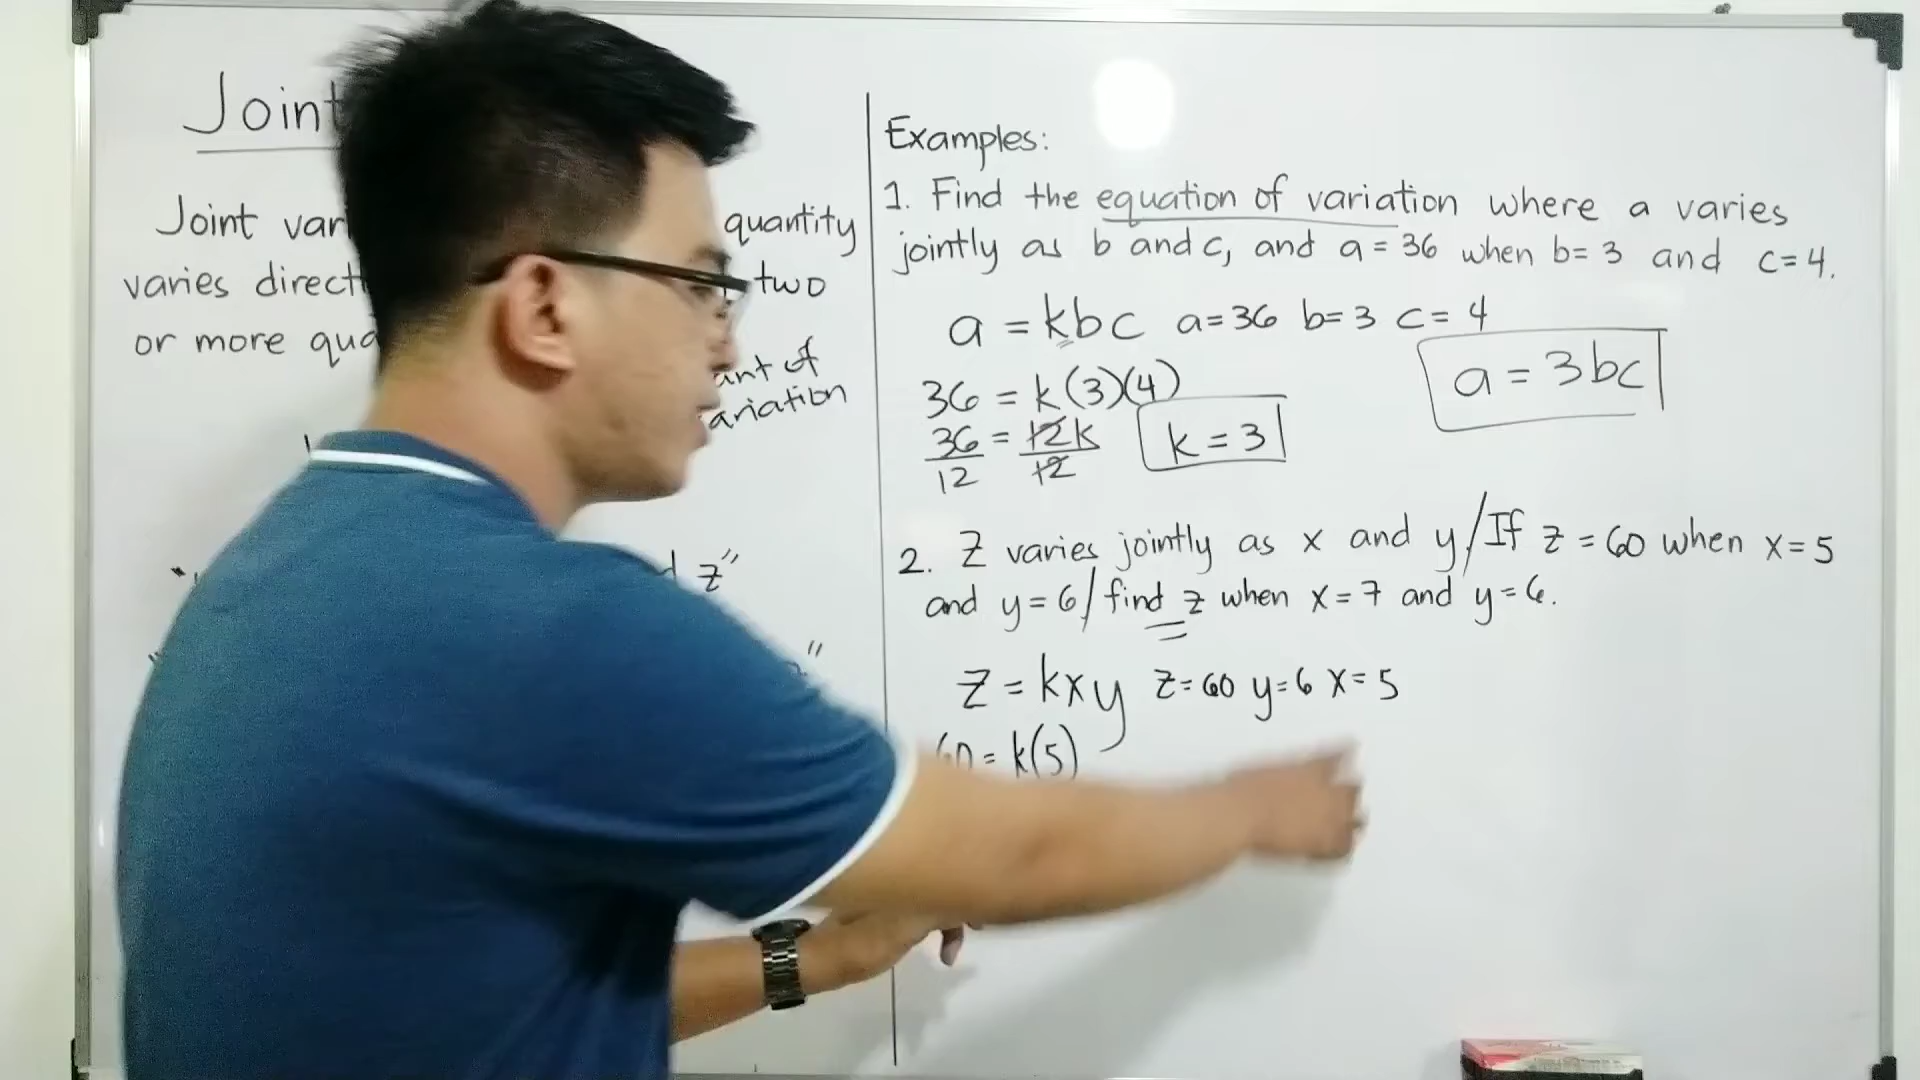 Joint
Joint var quantity
varies direct two
or more qua
ant of
ariation
z"
Examples:
1. Find the equation of variation where a varies
jointly as b and c, and a = 36 when b = 3 and c = 4.
a = kbc a = 36 b = 3 c = 4
a = 3bc
36 = k(3)(4)
36 = 12k
12 12
k = 3
2. Z varies jointly as x and y/If z = 60 when x = 5
and y = 6/find z when x = 7 and y = 6.
Z = kxy Z = 60 y = 6 x = 5
60 = k(5)